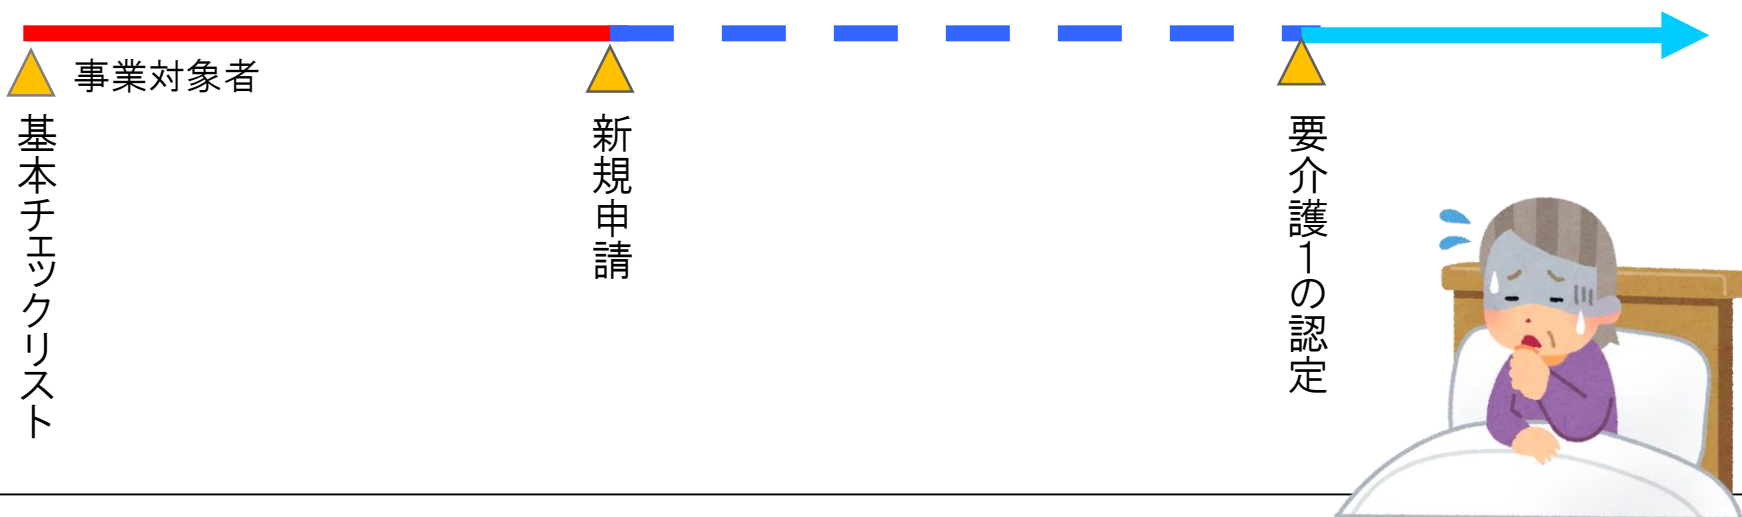 事業対象者
基本チェックリスト
新規申請
要介護1の認定